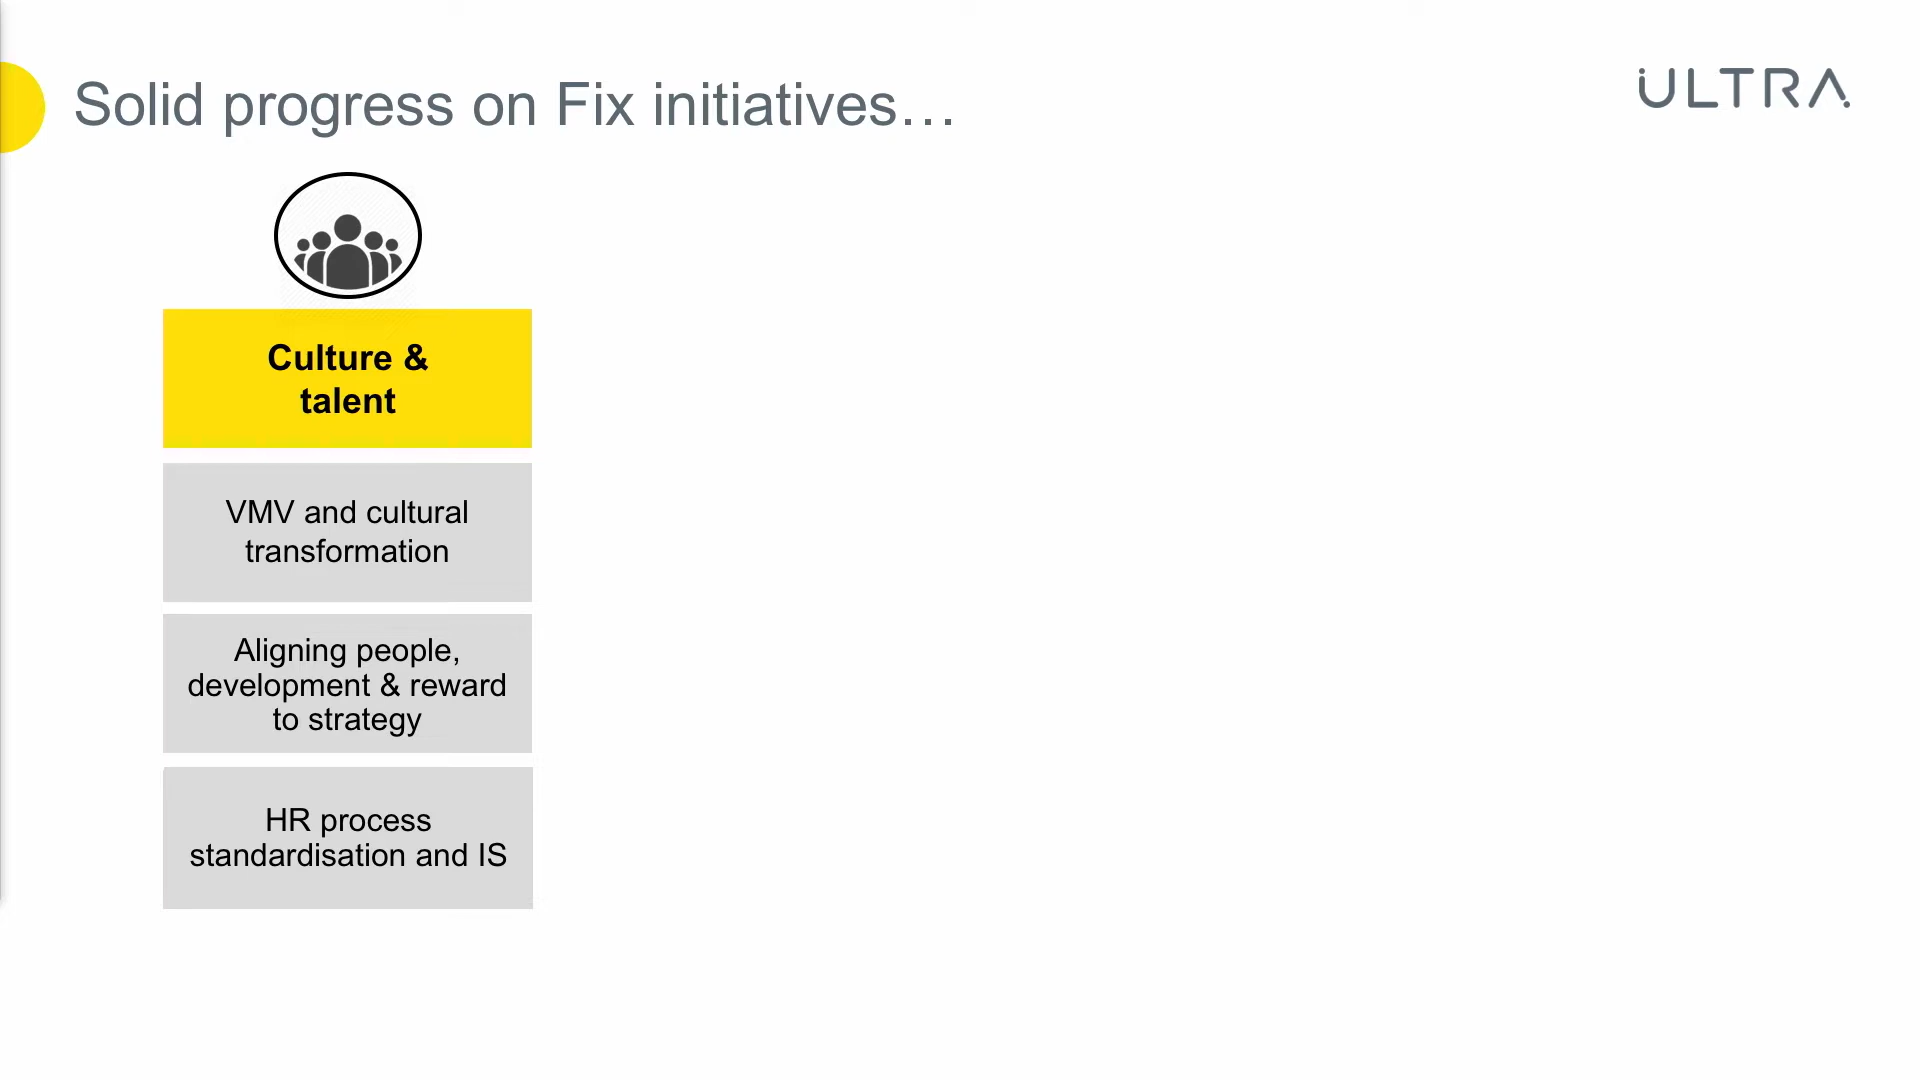 Solid progress on Fix initiatives…
ULTRA
Culture &
talent
VMV and cultural
transformation
Aligning people,
development & reward
to strategy
HR process
standardisation and IS